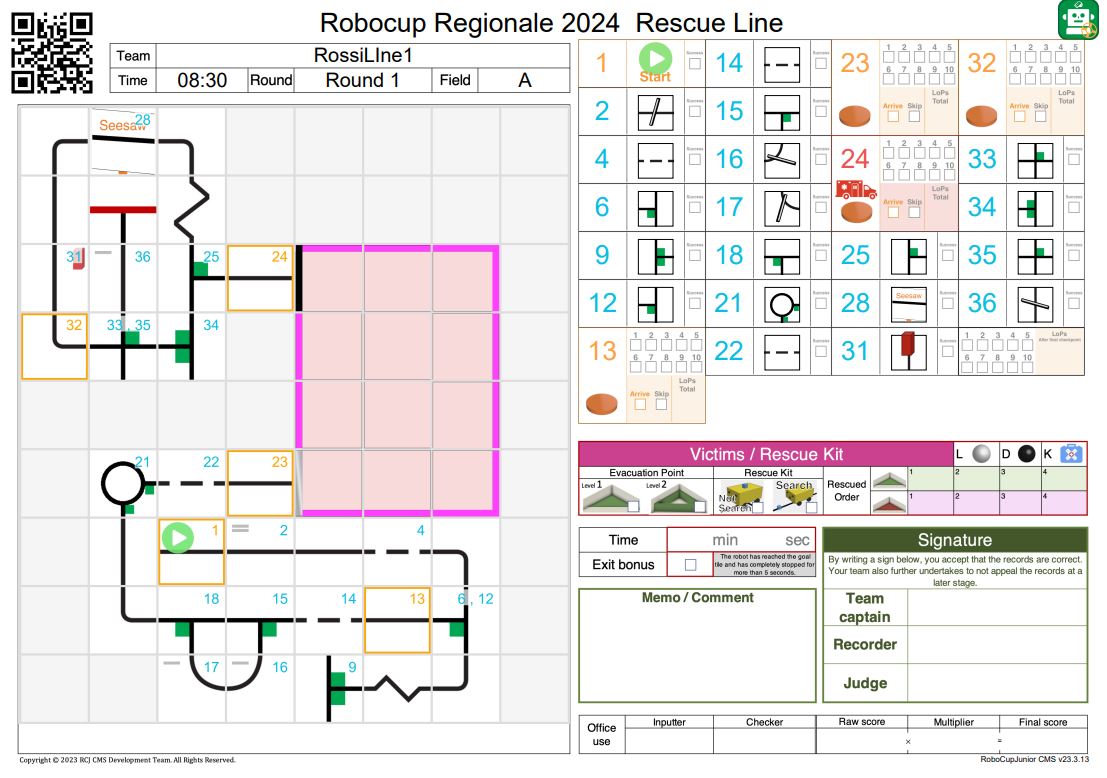 Robocup Regionale 2024 Rescue Line
Team RossiLIne1
Time 08:30 Round Round 1 Field A
28
Seesaw
31 36 25 24
32 33, 35 34
21 22 23
1 2 4
18 15 14 13 6, 12
17 16 9
Copyright © 2023 RCJ CMS Development Team. All Rights Reserved.
1 Start Success
2 Success
4 Success
6 Success
9 Success
12 Success
13 1 2 3 4 5
6 7 8 9 10
Arrive Skip LoPs Total
14 Success
15 Success
16 Success
17 Success
18 Success
21 Success
22 Success
23 1 2 3 4 5
6 7 8 9 10
Arrive Skip LoPs Total
24 1 2 3 4 5
6 7 8 9 10
Arrive Skip LoPs Total
25 Success
28 Seesaw Success
31 Success
32 1 2 3 4 5
6 7 8 9 10
Arrive Skip LoPs Total
33 Success
34 Success
35 Success
36 Success
1 2 3 4 5
6 7 8 9 10
LoPs
After final checkpoint
Victims / Rescue Kit L D K
Evacuation Point Rescue Kit
Level 1 Level 2 Not Search Search
Rescued Order
1 2 3 4
1 2 3 4
Time min sec
Exit bonus
The robot has reached the goal
tile and has completely stopped for
more than 5 seconds.
Memo / Comment
Signature
By writing a sign below, you accept that the records are correct.
Your team also further undertakes to not appeal the records at a
later stage.
Team captain
Recorder
Judge
Office use
Inputter Checker Raw score Multiplier Final score
× =
RoboCupJunior CMS v23.3.13